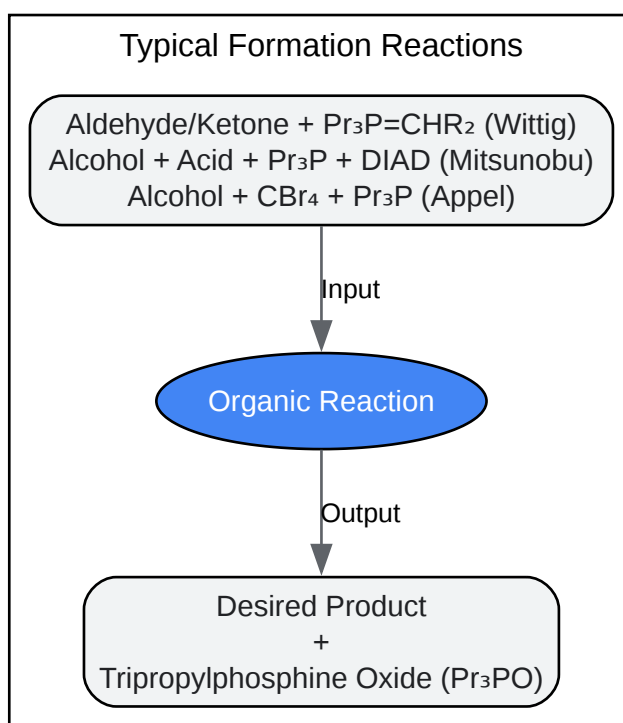 Typical Formation Reactions
Aldehyde/Ketone + Pr₃P=CHR₂ (Wittig)
Alcohol + Acid + Pr₃P + DIAD (Mitsunobu)
Alcohol + CBr₄ + Pr₃P (Appel)
Input
Organic Reaction
Output
Desired Product
+
Tripropylphosphine Oxide (Pr₃PO)